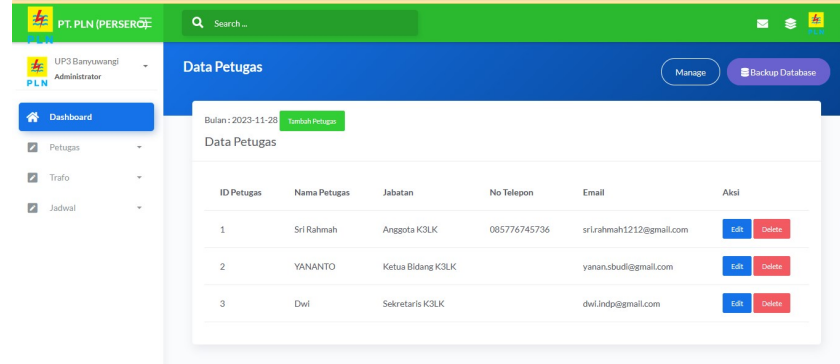 PT. PLN (PERSERO)
PLN
Search ...
PLN
PLN
UP3 Banyuwangi
Administrator
Dashboard
Petugas
Trafo
Jadwal
Data Petugas
Manage
Backup Database
Bulan : 2023-11-28 Tambah Petugas
Data Petugas
ID Petugas Nama Petugas Jabatan No Telepon Email Aksi
1 Sri Rahmah Anggota K3LK 085776745736 sri.rahmah1212@gmail.com Edit Delete
2 YANANTO Ketua Bidang K3LK yanan.sbudi@gmail.com Edit Delete
3 Dwi Sekretaris K3LK dwi.indp@gmail.com Edit Delete